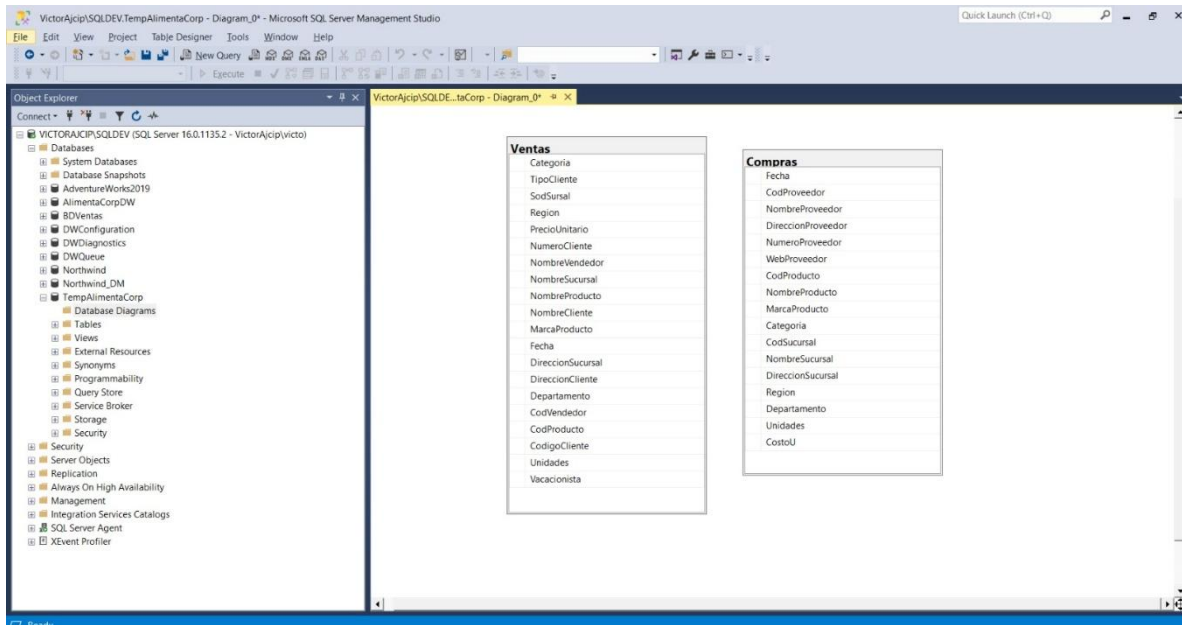 VictorAjcip\SQLDEV.TempAlimentaCorp - Diagram_0* - Microsoft SQL Server Management Studio
Quick Launch (Ctrl+Q)
File Edit View Project Table Designer Tools Window Help
New Query
Execute
Object Explorer
VictorAjcip\SQLDE...taCorp - Diagram_0*
Connect
VICTORAJCIP\SQLDEV (SQL Server 16.0.1135.2 - VictorAjcip\victo)
Databases
System Databases
Database Snapshots
AdventureWorks2019
AlimentaCorpDW
BDVentas
DWConfiguration
DWDiagnostics
DWQueue
Northwind
Northwind_DM
TempAlimentaCorp
Database Diagrams
Tables
Views
External Resources
Synonyms
Programmability
Query Store
Service Broker
Storage
Security
Security
Server Objects
Replication
Always On High Availability
Management
Integration Services Catalogs
SQL Server Agent
XEvent Profiler
Ventas
Categoria
TipoCliente
SodSursal
Region
PrecioUnitario
NumeroCliente
NombreVendedor
NombreSucursal
NombreProducto
NombreCliente
MarcaProducto
Fecha
DireccionSucursal
DireccionCliente
Departamento
CodVendedor
CodProducto
CodigoCliente
Unidades
Vacacionista
Compras
Fecha
CodProveedor
NombreProveedor
DireccionProveedor
NumeroProveedor
WebProveedor
CodProducto
NombreProducto
MarcaProducto
Categoria
CodSucursal
NombreSucursal
DireccionSucursal
Region
Departamento
Unidades
CostoU
Ready